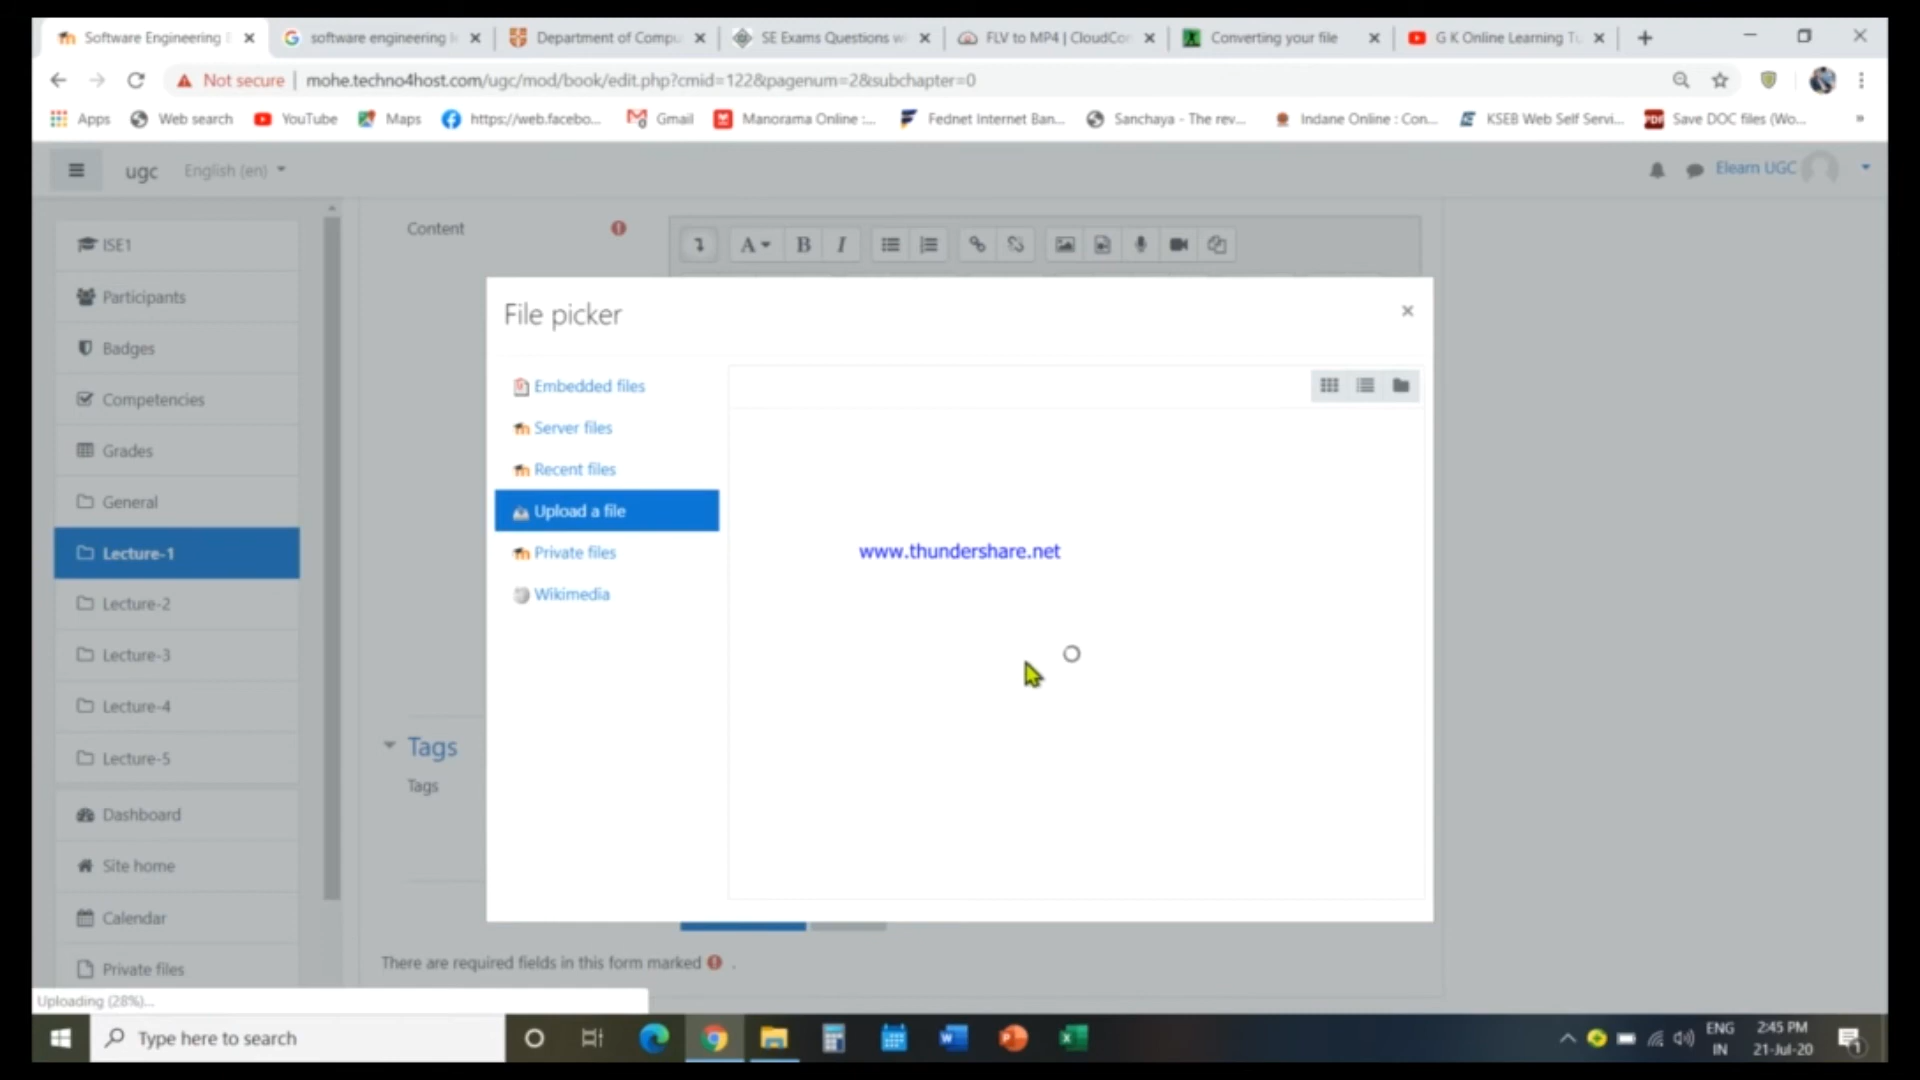 Software Engineering
software engineering
Department of Compu
SE Exams Questions w
FLV to MP4 | CloudCon
Converting your file
G K Online Learning Tu
Not secure | mohe.techno4host.com/ugc/mod/book/edit.php?cmid=122&pagenum=2&subchapter=0
Apps
Web search
YouTube
Maps
https://web.facebo...
Gmail
Manorama Online :...
Fednet Internet Ban...
Sanchaya - The rev...
Indane Online : Con...
KSEB Web Self Servi...
Save DOC files (Wo...
»
ugc
English (en)
Elearn UGC
ISE1
Participants
Badges
Competencies
Grades
General
Lecture-1
Lecture-2
Lecture-3
Lecture-4
Lecture-5
Dashboard
Site home
Calendar
Private files
Content
A B I
File picker
Embedded files
Server files
Recent files
Upload a file
Private files
Wikimedia
www.thundershare.net
Tags
Tags
There are required fields in this form marked .
Uploading (28%)...
Type here to search
ENG
IN
2:45 PM
21-Jul-20
1